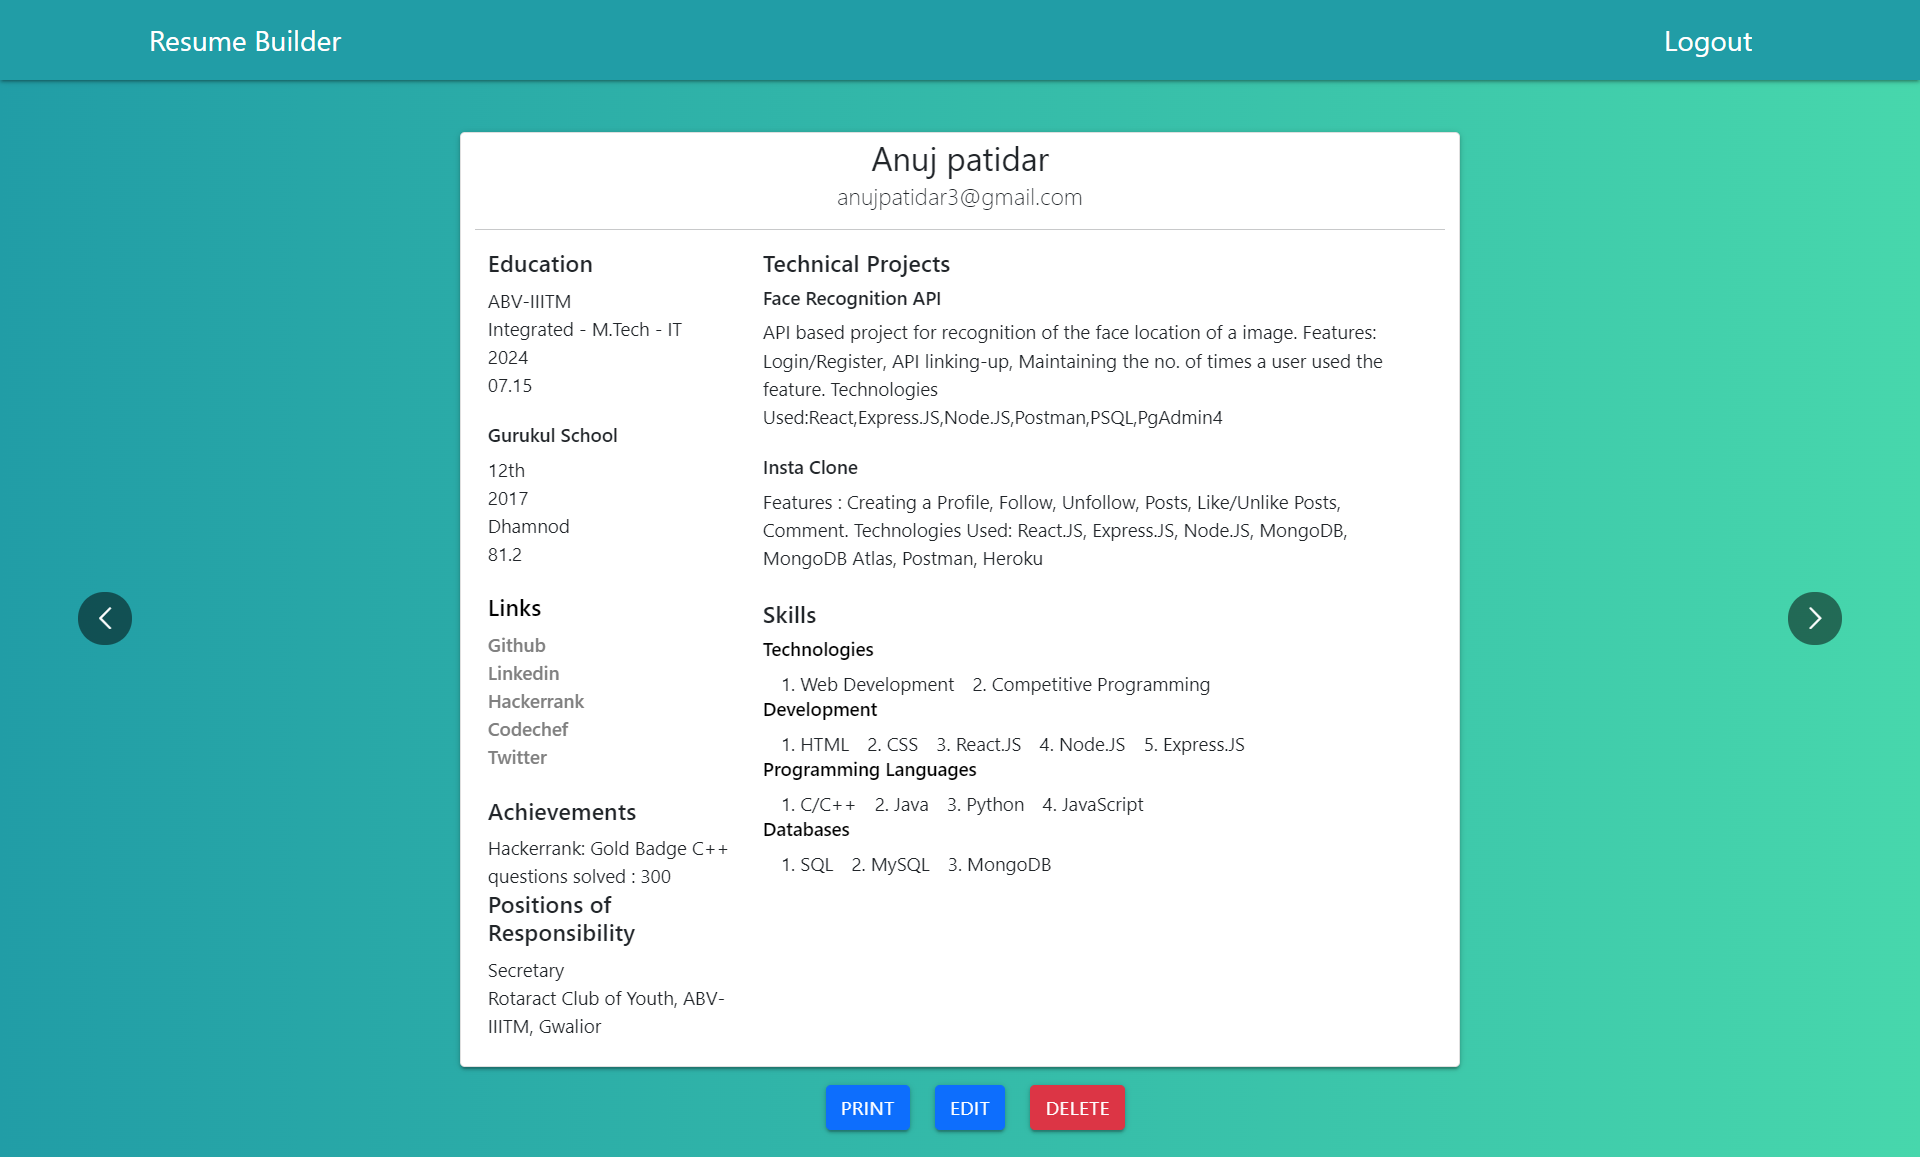 Resume Builder
Logout
Anuj patidar
anujpatidar3@gmail.com
Education
ABV-IIITM
Integrated - M.Tech - IT
2024
07.15
Gurukul School
12th
2017
Dhamnod
81.2
Links
Github
Linkedin
Hackerrank
Codechef
Twitter
Achievements
Hackerrank: Gold Badge C++
questions solved : 300
Positions of
Responsibility
Secretary
Rotaract Club of Youth, ABV-
IIITM, Gwalior
Technical Projects
Face Recognition API
API based project for recognition of the face location of a image. Features:
Login/Register, API linking-up, Maintaining the no. of times a user used the
feature. Technologies
Used:React,Express.JS,Node.JS,Postman,PSQL,PgAdmin4
Insta Clone
Features : Creating a Profile, Follow, Unfollow, Posts, Like/Unlike Posts,
Comment. Technologies Used: React.JS, Express.JS, Node.JS, MongoDB,
MongoDB Atlas, Postman, Heroku
Skills
Technologies
1. Web Development 2. Competitive Programming
Development
1. HTML 2. CSS 3. React.JS 4. Node.JS 5. Express.JS
Programming Languages
1. C/C++ 2. Java 3. Python 4. JavaScript
Databases
1. SQL 2. MySQL 3. MongoDB
PRINT
EDIT
DELETE